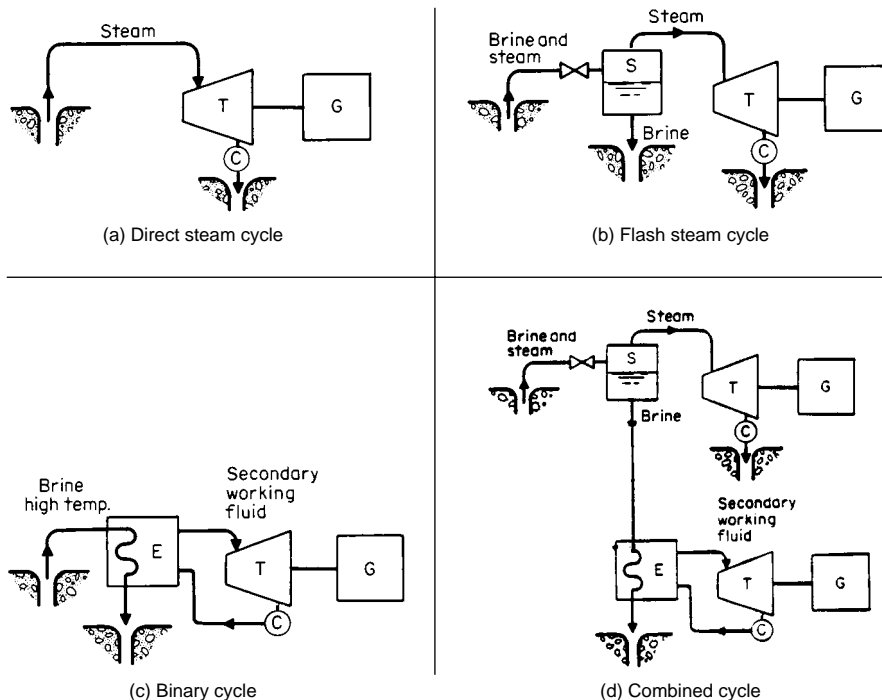 Steam
T
G
C
(a) Direct steam cycle
Steam
Brine and
steam
S
T
G
Brine
C
(b) Flash steam cycle
Brine
high temp.
Secondary
working
fluid
E
T
G
C
(c) Binary cycle
Steam
Brine and
steam
S
T
G
Brine
C
Secondary
working
fluid
E
T
G
C
(d) Combined cycle